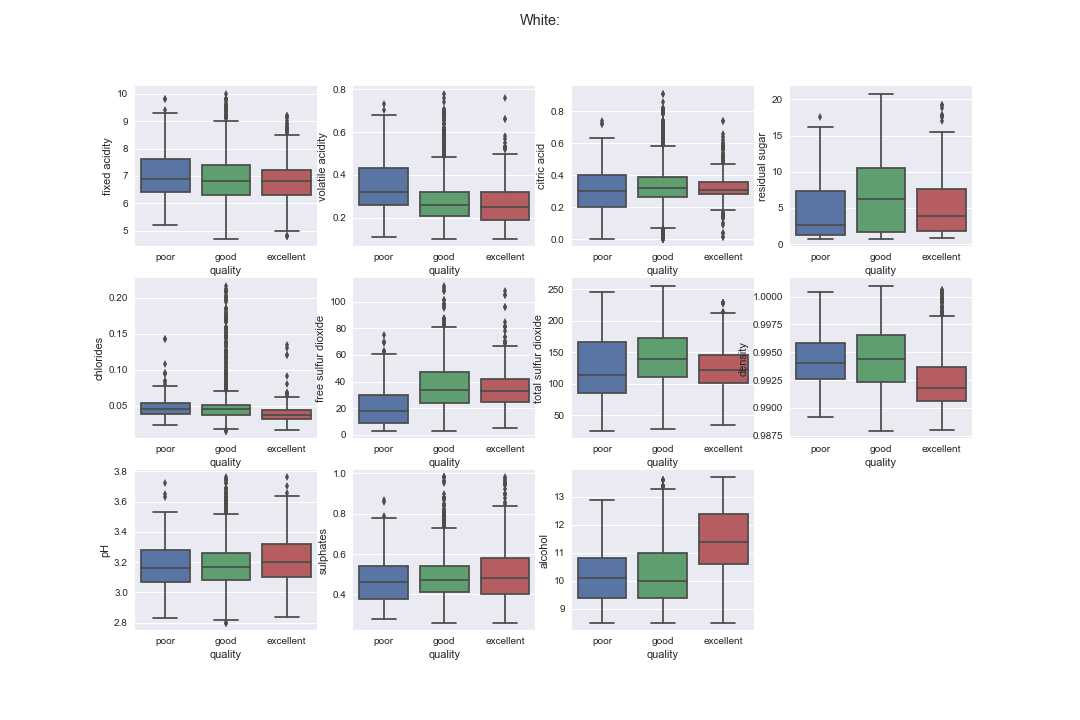 White:
10
9
8
7
6
5
fixed acidity
poor good excellent
quality
0.8
0.6
0.4
0.2
volatile acidity
poor good excellent
quality
0.8
0.6
0.4
0.2
0.0
citric acid
poor good excellent
quality
20
15
10
5
0
residual sugar
poor good excellent
quality
0.20
0.15
0.10
0.05
chlorides
poor good excellent
quality
100
80
60
40
20
0
free sulfur dioxide
poor good excellent
quality
250
200
150
100
50
total sulfur dioxide
poor good excellent
quality
1.0000
0.9975
0.9950
0.9925
0.9900
0.9875
density
poor good excellent
quality
3.8
3.6
3.4
3.2
3.0
2.8
pH
poor good excellent
quality
1.0
0.8
0.6
0.4
sulphates
poor good excellent
quality
13
12
11
10
9
alcohol
poor good excellent
quality